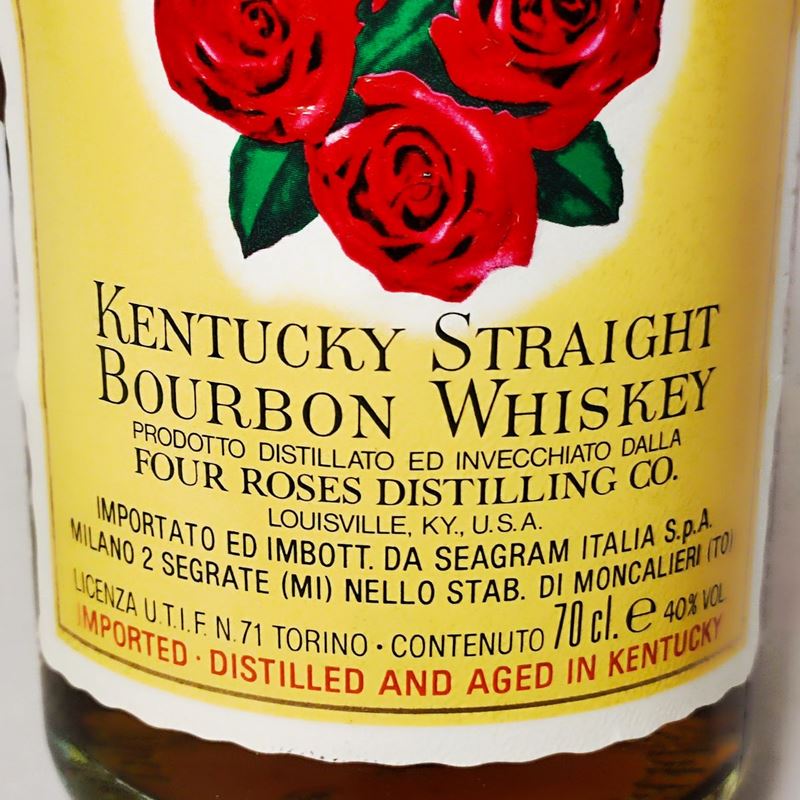 KENTUCKY STRAIGHT
BOURBON WHISKEY
PRODOTTO DISTILLATO ED INVECCHIATO DALLA
FOUR ROSES DISTILLING CO.
LOUISVILLE, KY., U.S.A.
IMPORTATO ED IMBOTT. DA SEAGRAM ITALIA S.p.A.
MILANO 2 SEGRATE (MI) NELLO STAB. DI MONCALIERI (TO)
LICENZA U.T.I.F. N.71 TORINO · CONTENUTO 70 cl. e 40% VOL.
IMPORTED · DISTILLED AND AGED IN KENTUCKY